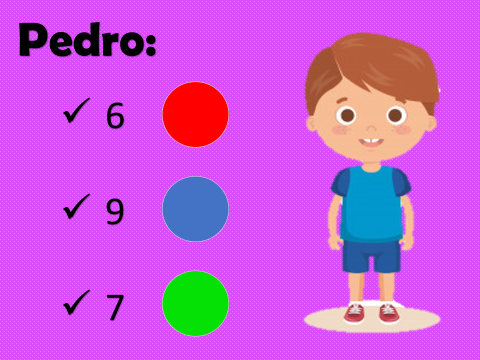 Pedro:
✓ 6
✓ 9
✓ 7